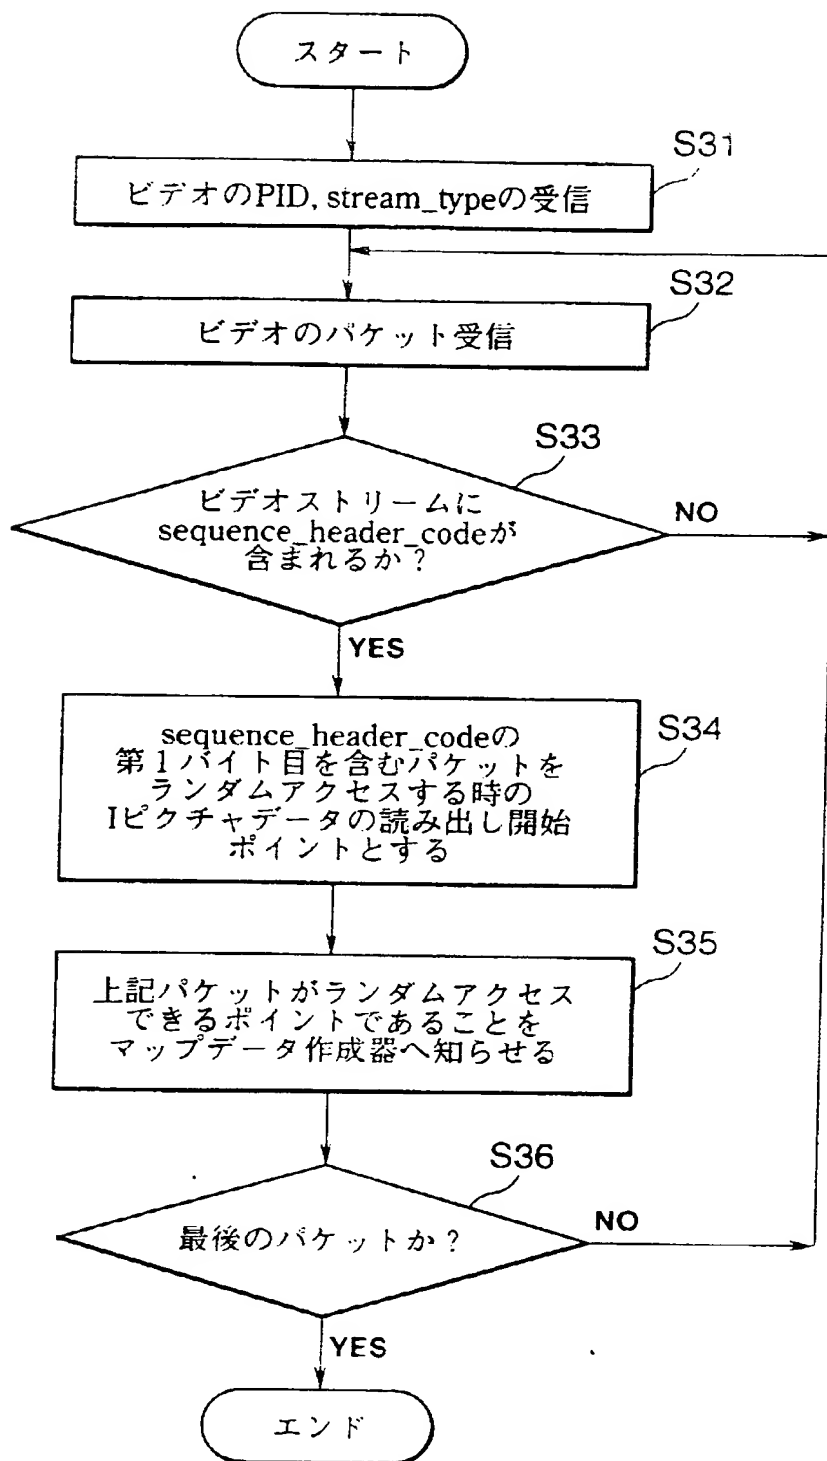 スタート
S31
ビデオのPID, stream_typeの受信
S32
ビデオのパケット受信
S33
ビデオストリームに
sequence_header_codeが
含まれるか?
NO
YES
S34
sequence_header_codeの
第1バイト目を含むパケットを
ランダムアクセスする時の
Iピクチャデータの読み出し開始
ポイントとする
S35
上記パケットがランダムアクセス
できるポイントであることを
マップデータ作成器へ知らせる
S36
最後のパケットか?
NO
YES
エンド